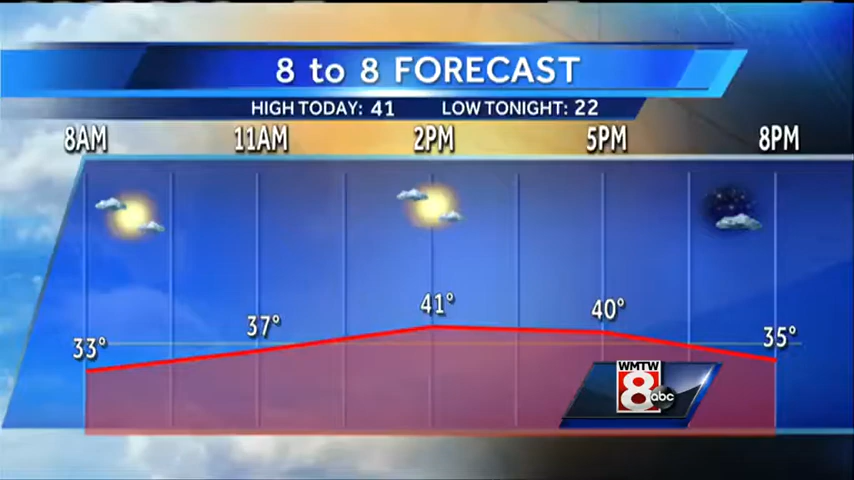 8 to 8 FORECAST
HIGH TODAY: 41 LOW TONIGHT: 22
8AM 11AM 2PM 5PM 8PM
33° 37° 41° 40° 35°
WMTW
8 abc